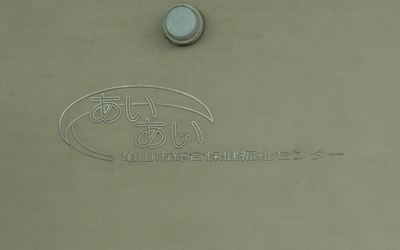 あいあい
亀山市総合保健福祉センター